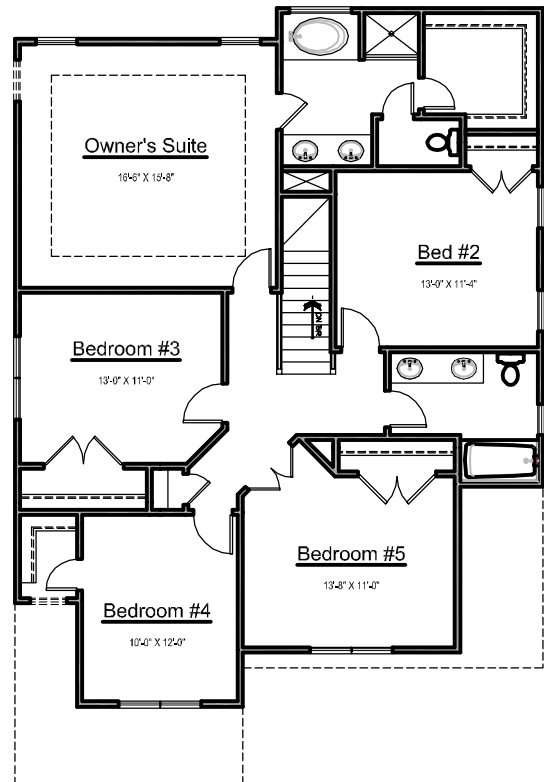 Owner's Suite
16'-6" X 15'-8"
Bed #2
13'-0" X 11'-4"
DN 18R
Bedroom #3
13'-0" X 11'-0"
Bedroom #5
13'-8" X 11'-0"
Bedroom #4
10'-0" X 12'-0"